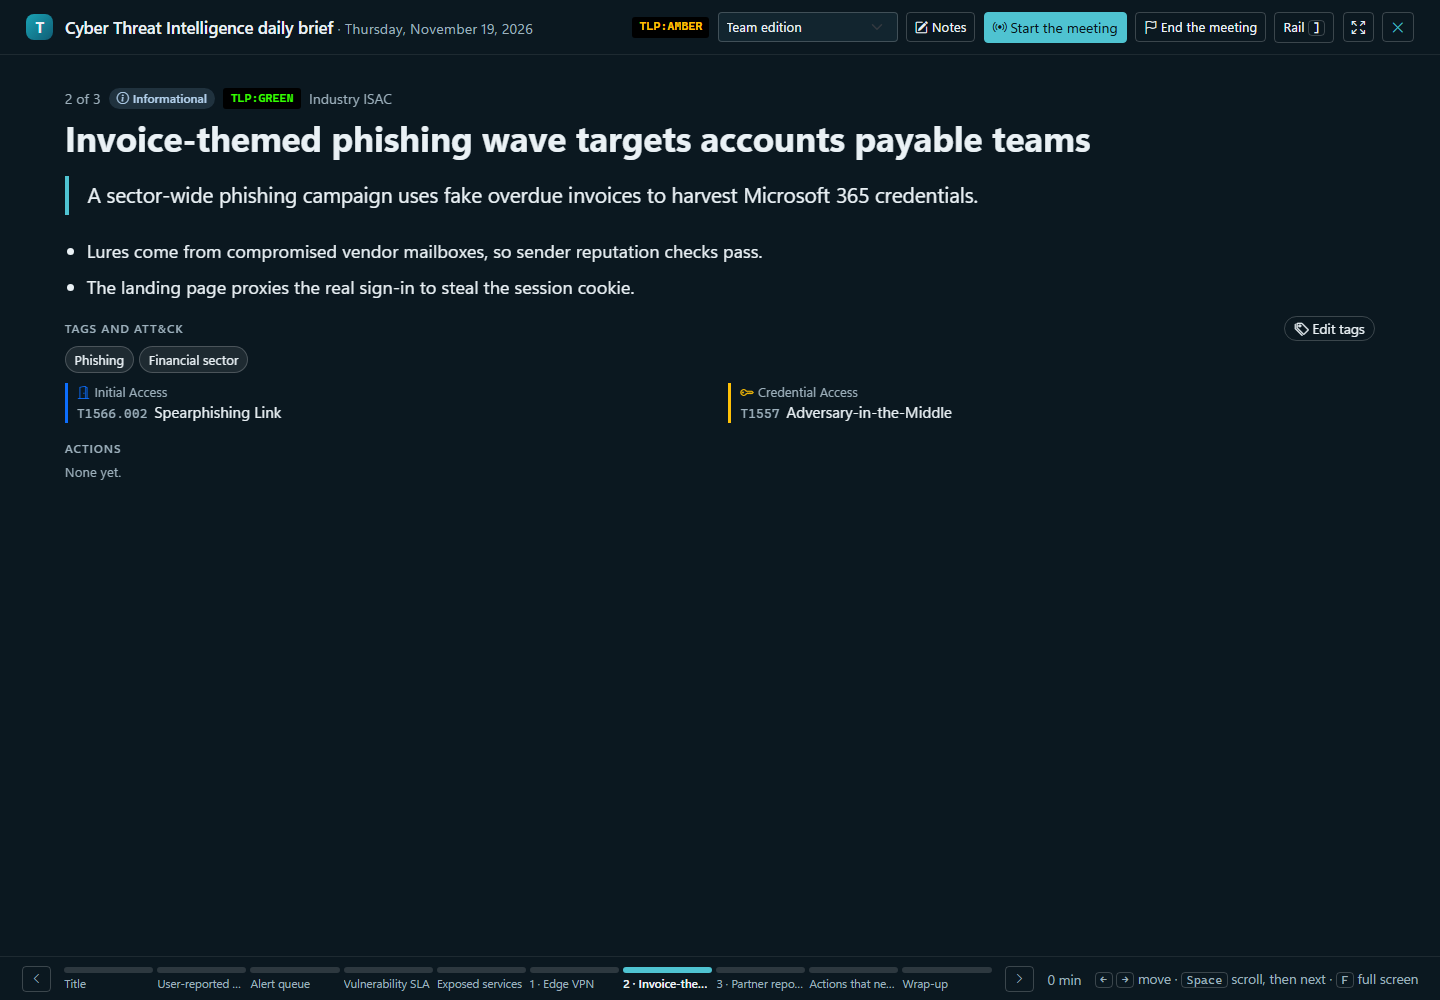 T Cyber Threat Intelligence daily brief · Thursday, November 19, 2026 TLP:AMBER Team edition Notes Start the meeting End the meeting Rail ]
2 of 3 Informational TLP:GREEN Industry ISAC
Invoice-themed phishing wave targets accounts payable teams
A sector-wide phishing campaign uses fake overdue invoices to harvest Microsoft 365 credentials.
• Lures come from compromised vendor mailboxes, so sender reputation checks pass.
• The landing page proxies the real sign-in to steal the session cookie.
TAGS AND ATT&CK Edit tags
Phishing Financial sector
Initial Access Credential Access
T1566.002 Spearphishing Link T1557 Adversary-in-the-Middle
ACTIONS
None yet.
Title User-reported ... Alert queue Vulnerability SLA Exposed services 1 · Edge VPN 2 · Invoice-the... 3 · Partner repo... Actions that ne... Wrap-up 0 min ← → move · Space scroll, then next · F full screen